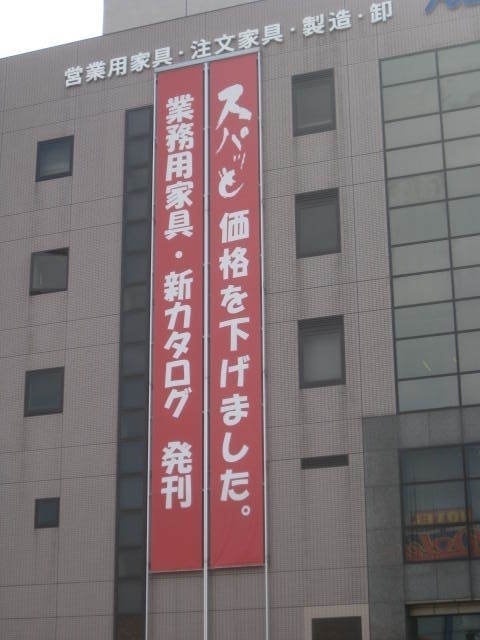 営業用家具・注文家具・製造・卸
スパッと価格を下げました。
業務用家具・新カタログ 発刊